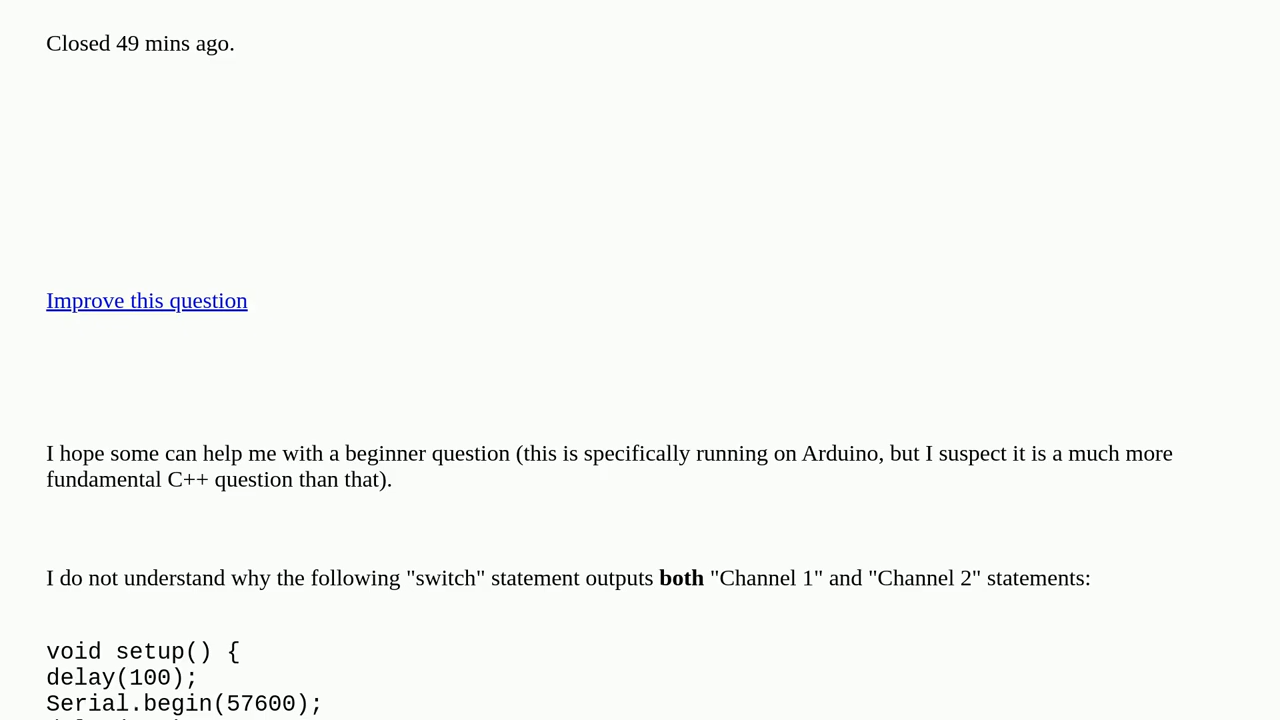 Closed 49 mins ago.
Improve this question
I hope some can help me with a beginner question (this is specifically running on Arduino, but I suspect it is a much more
fundamental C++ question than that).
I do not understand why the following "switch" statement outputs both "Channel 1" and "Channel 2" statements:
void setup() {
delay(100);
Serial.begin(57600);